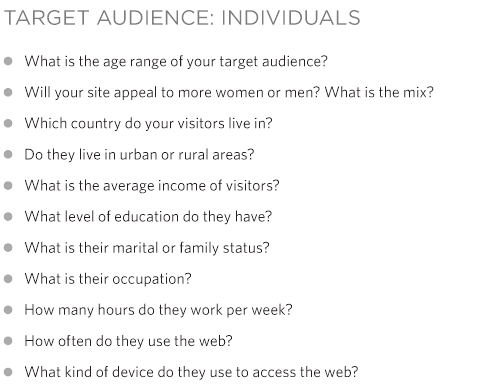 TARGET AUDIENCE: INDIVIDUALS
What is the age range of your target audience?
Will your site appeal to more women or men? What is the mix?
Which country do your visitors live in?
Do they live in urban or rural areas?
What is the average income of visitors?
What level of education do they have?
What is their marital or family status?
What is their occupation?
How many hours do they work per week?
How often do they use the web?
What kind of device do they use to access the web?